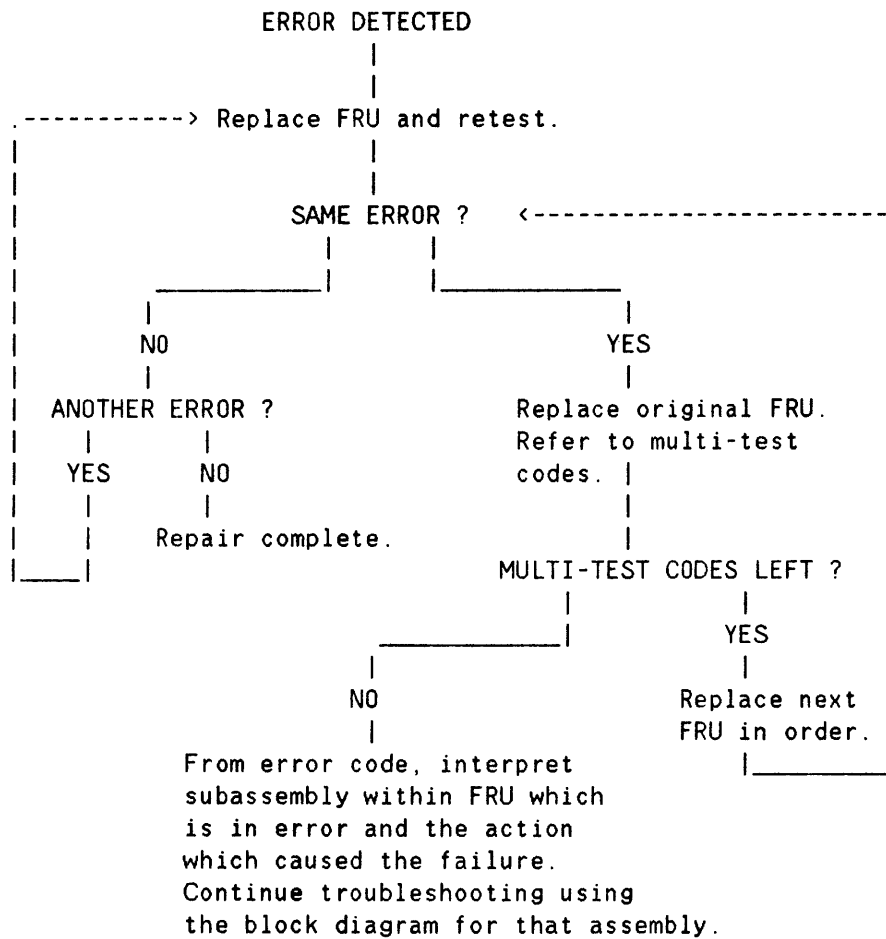 ERROR DETECTED
Replace FRU and retest.
SAME ERROR ?
NO
YES
ANOTHER ERROR ?
Replace original FRU.
Refer to multi-test
codes.
YES NO
Repair complete.
MULTI-TEST CODES LEFT ?
YES
NO
Replace next
FRU in order.
From error code, interpret
subassembly within FRU which
is in error and the action
which caused the failure.
Continue troubleshooting using
the block diagram for that assembly.